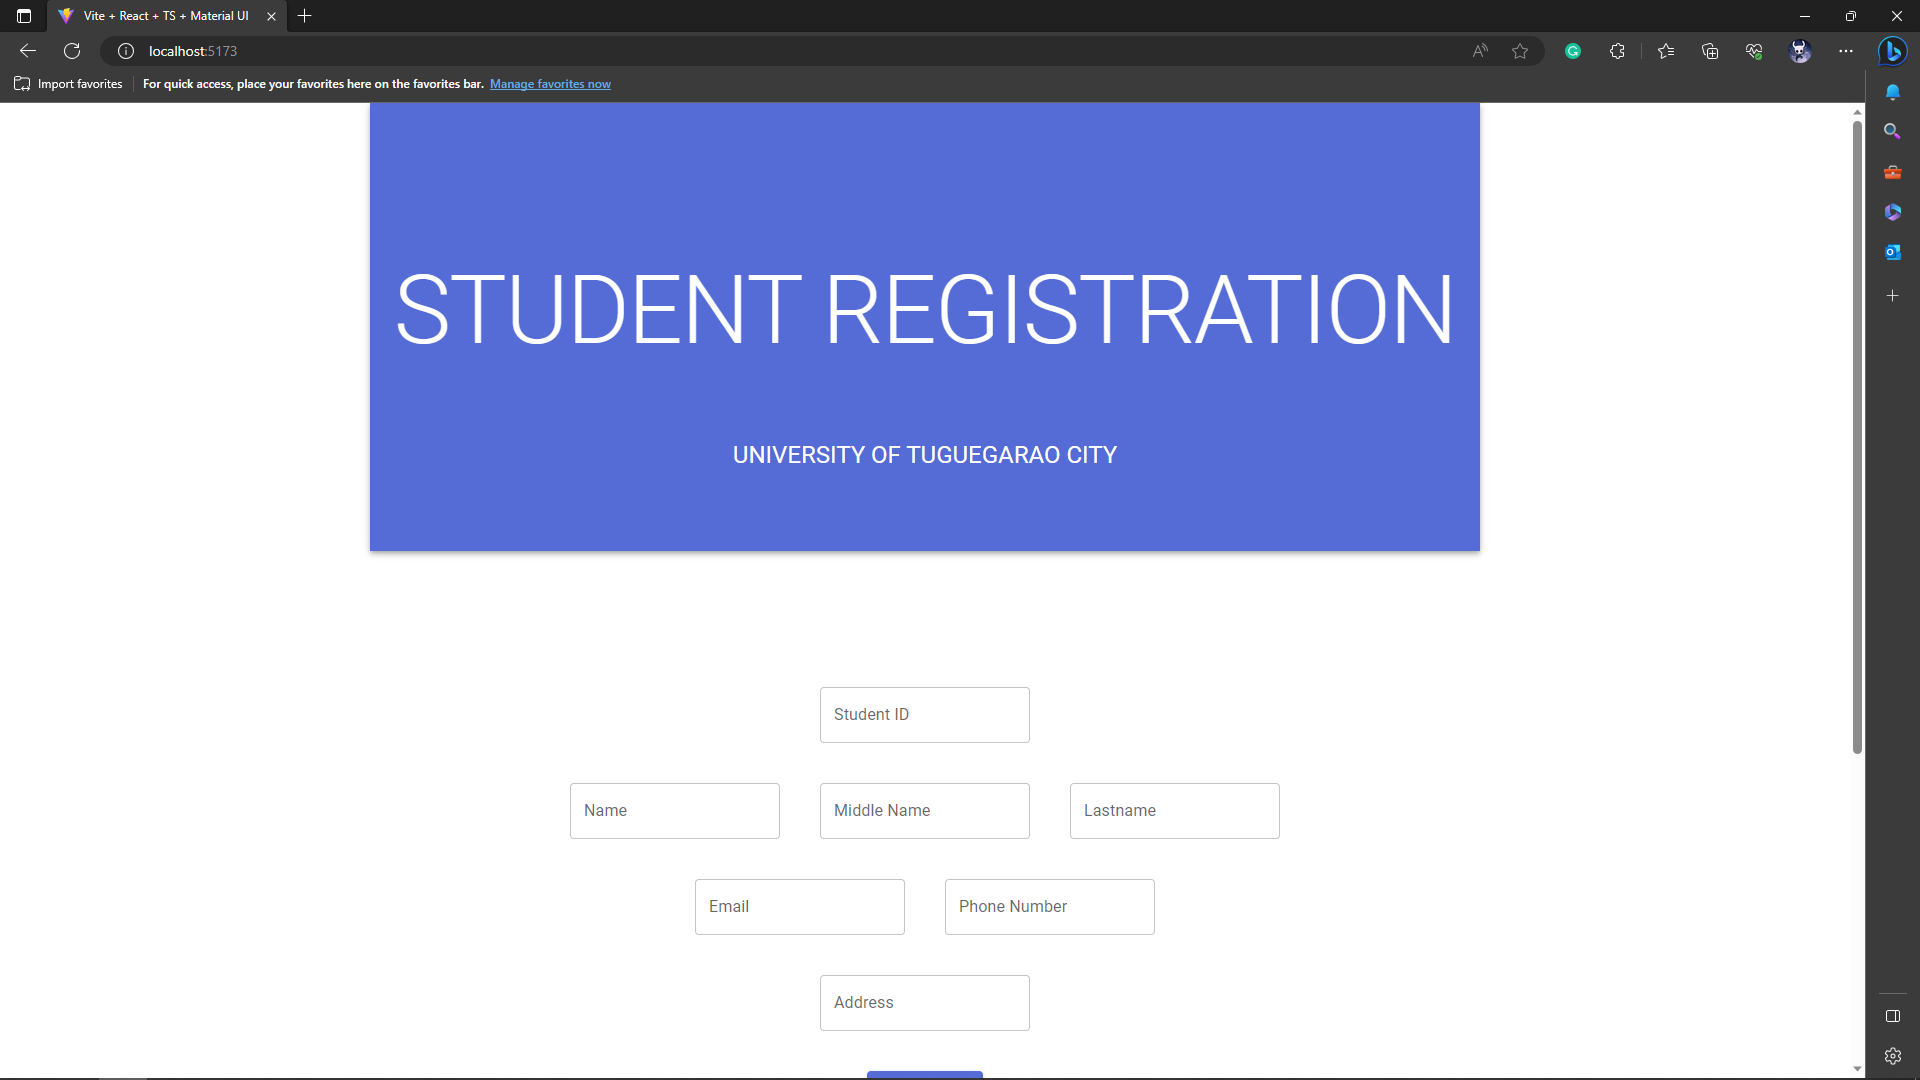 Vite + React + TS + Material UI
localhost:5173
Import favorites
For quick access, place your favorites here on the favorites bar. Manage favorites now
STUDENT REGISTRATION
UNIVERSITY OF TUGUEGARAO CITY
Student ID
Name
Middle Name
Lastname
Email
Phone Number
Address